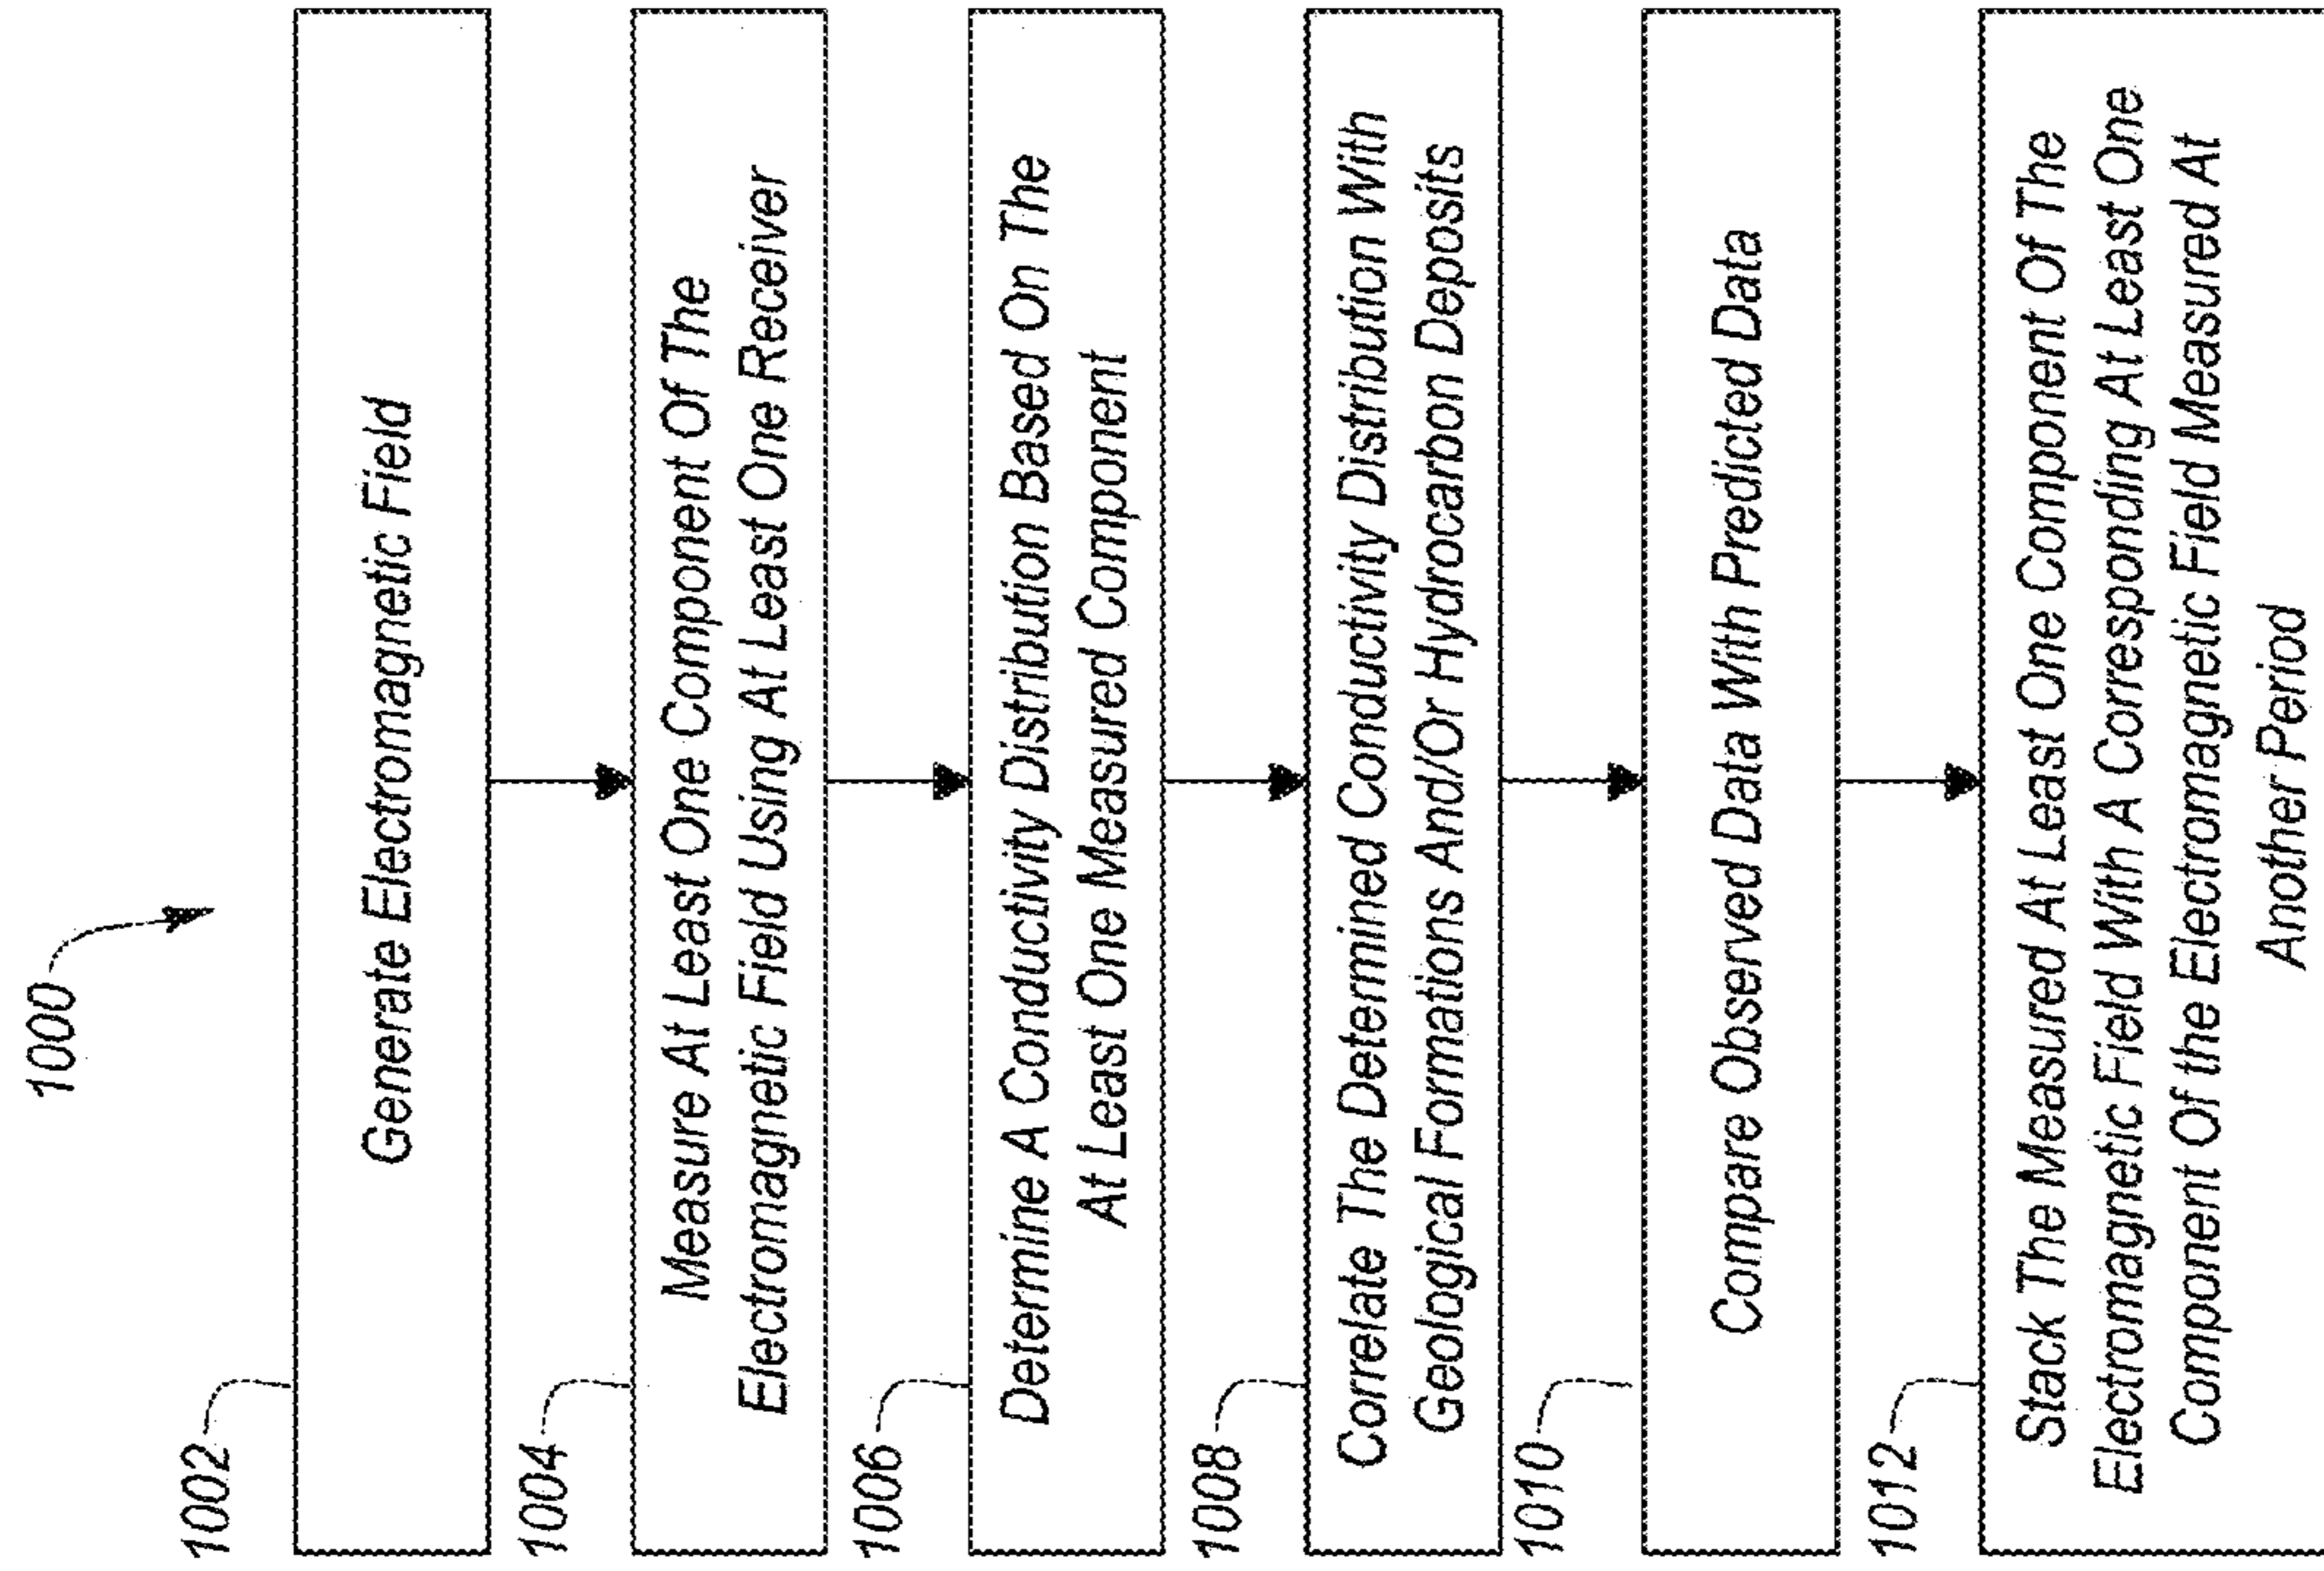 1000
1002
Generate Electromagnetic Field
1004
Measure At Least One Component Of The
Electromagnetic Field Using At Least One Receiver
1006
Determine A Conductivity Distribution Based On The
At Least One Measured Component
1008
Correlate The Determined Conductivity Distribution With
Geological Formations And/Or Hydrocarbon Deposits
1010
Compare Observed Data With Predicted Data
1012
Stack The Measured At Least One Component Of The
Electromagnetic Field With A Corresponding At Least One
Component Of the Electromagnetic Field Measured At
Another Period